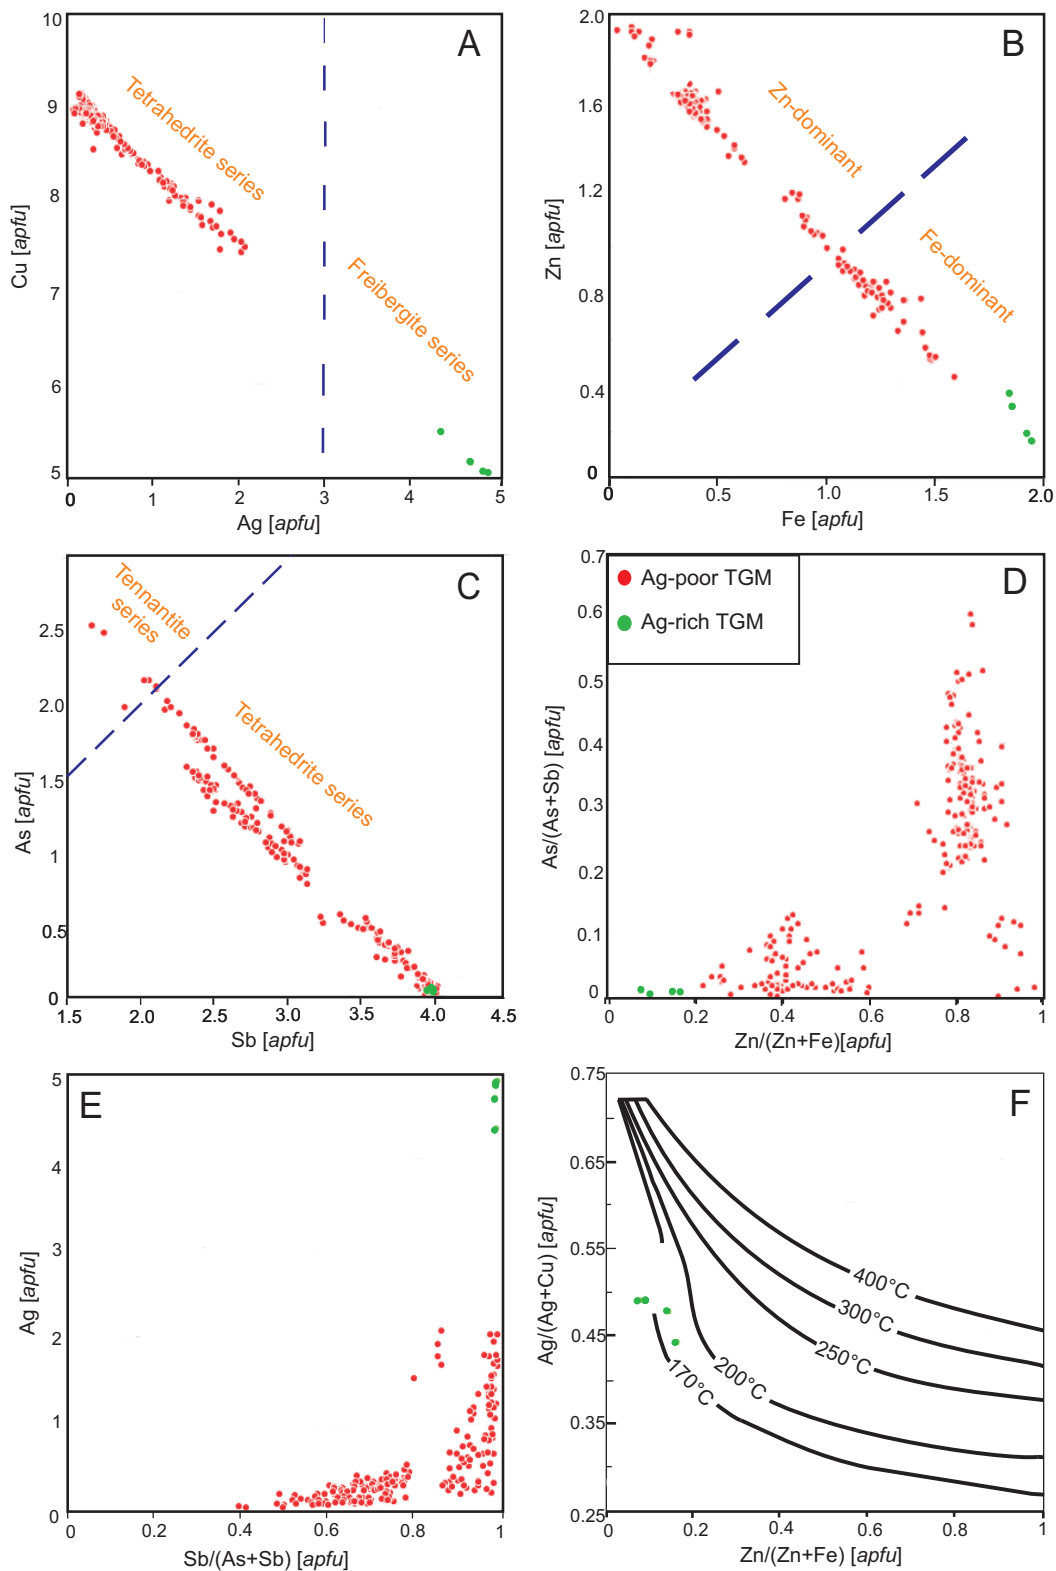 A
10
9
8
7
6
5
Cu [apfu]
Tetrahedrite series
Freibergite series
0
1
2
3
4
5
Ag [apfu]
B
2.0
1.6
1.2
0.8
0.4
0
Zn [apfu]
Zn-dominant
Fe-dominant
0
0.5
1.0
1.5
2.0
Fe [apfu]
C
2.5
2.0
1.5
1
0.5
0
As [apfu]
Tennantite
series
Tetrahedrite series
1.5
2.0
2.5
3.0
3.5
4.0
4.5
Sb [apfu]
D
Ag-poor TGM
Ag-rich TGM
0.7
0.6
0.5
0.4
0.3
0.2
0.1
0
As/(As+Sb) [apfu]
0
0.2
0.4
0.6
0.8
1
Zn/(Zn+Fe)[apfu]
E
5
4
3
2
1
0
Ag [apfu]
0
0.2
0.4
0.6
0.8
1
Sb/(As+Sb) [apfu]
F
0.75
0.65
0.55
0.45
0.35
0.25
Ag/(Ag+Cu) [apfu]
400°C
300°C
250°C
200°C
170°C
0
0.2
0.4
0.6
0.8
1
Zn/(Zn+Fe) [apfu]